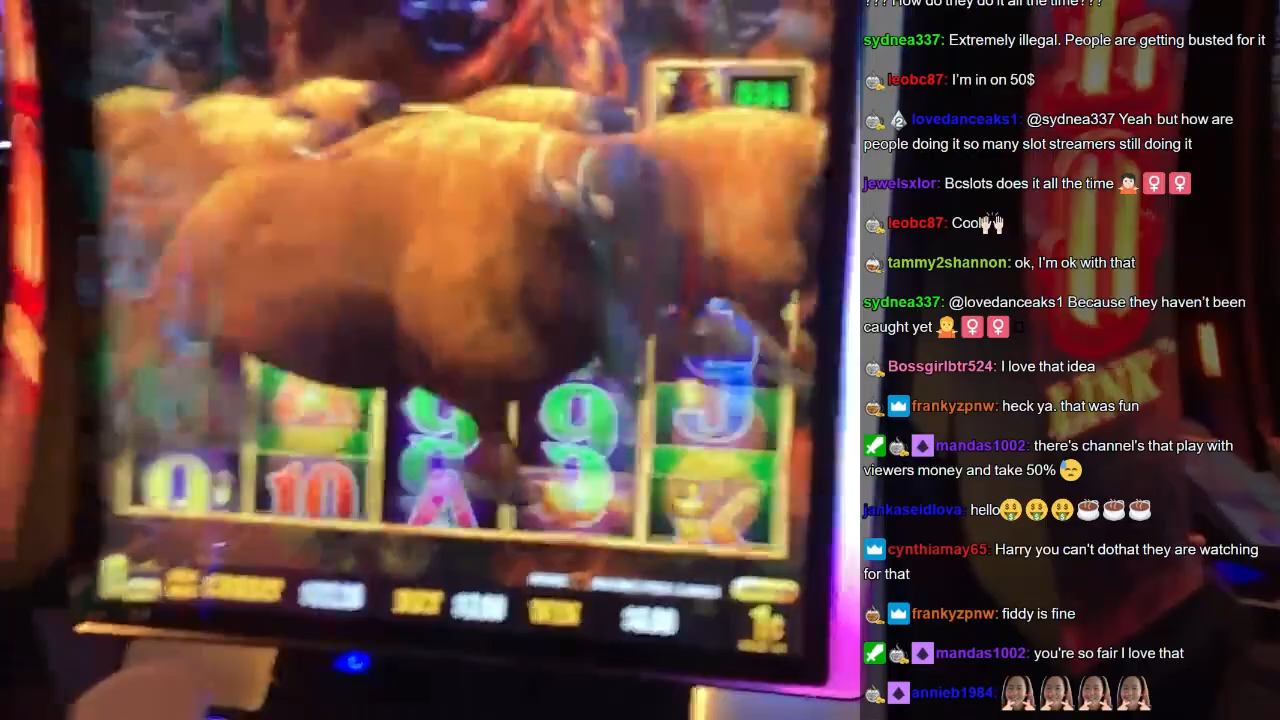 ??? How do they do it all the time???
sydnea337: Extremely illegal. People are getting busted for it
leobc87: I'm in on 50$
lovedanceaks1: @sydnea337 Yeah but how are
people doing it so many slot streamers still doing it
jewelsxlor: Bcslots does it all the time
leobc87: Cool
tammy2shannon: ok, I'm ok with that
sydnea337: @lovedanceaks1 Because they haven't been
caught yet
Bossgirlbtr524: I love that idea
frankyzpnw: heck ya. that was fun
mandas1002: there's channel's that play with
viewers money and take 50%
jankaseidlova: hello
cynthiamay65: Harry you can't dothat they are watching
for that
frankyzpnw: fiddy is fine
mandas1002: you're so fair I love that
annieb1984:
9
J
10
A
1¢
LINK